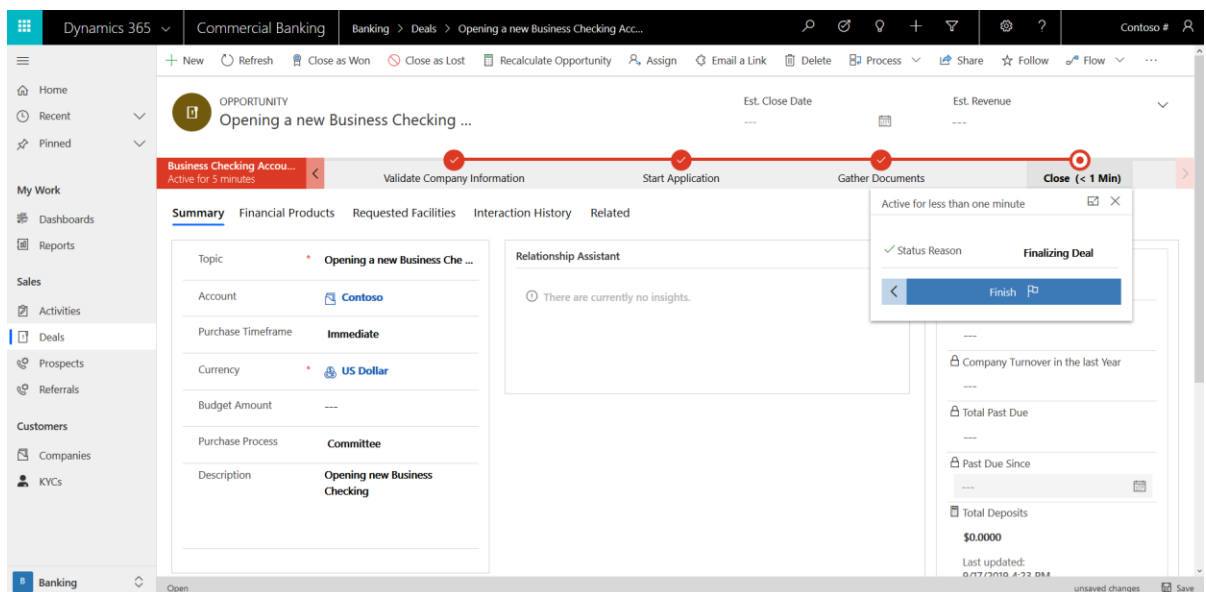 Dynamics 365
Commercial Banking
Banking > Deals > Opening a new Business Checking Acc...
Contoso #
New
Refresh
Close as Won
Close as Lost
Recalculate Opportunity
Assign
Email a Link
Delete
Process
Share
Follow
Flow
Home
Recent
Pinned
My Work
Dashboards
Reports
Sales
Activities
Deals
Prospects
Referrals
Customers
Companies
KYCs
B Banking
OPPORTUNITY
Opening a new Business Checking ...
Est. Close Date
---
Est. Revenue
---
Business Checking Accou...
Active for 5 minutes
Validate Company Information
Start Application
Gather Documents
Close (< 1 Min)
Active for less than one minute
Status Reason
Finalizing Deal
Finish
Summary
Financial Products
Requested Facilities
Interaction History
Related
Topic * Opening a new Business Che ...
Account Contoso
Purchase Timeframe Immediate
Currency * US Dollar
Budget Amount ---
Purchase Process Committee
Description Opening new Business
Checking
Relationship Assistant
There are currently no insights.
---
Company Turnover in the last Year
---
Total Past Due
---
Past Due Since
---
Total Deposits
$0.0000
Last updated:
9/17/2019 4:23 PM
Open
unsaved changes
Save